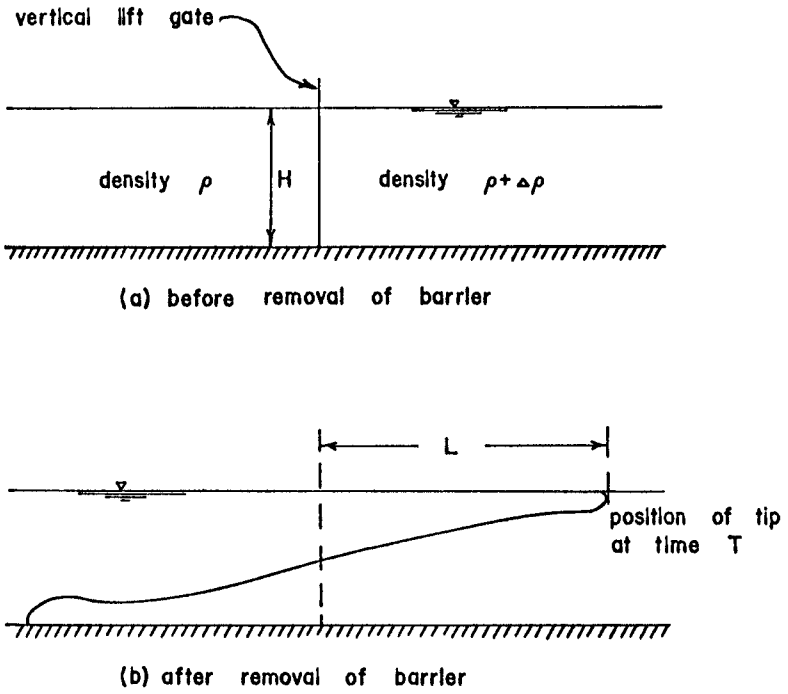 vertical lift gate
density ρ
H
density ρ+Δρ
(a) before removal of barrier
L
position of tip
at time T
(b) after removal of barrier